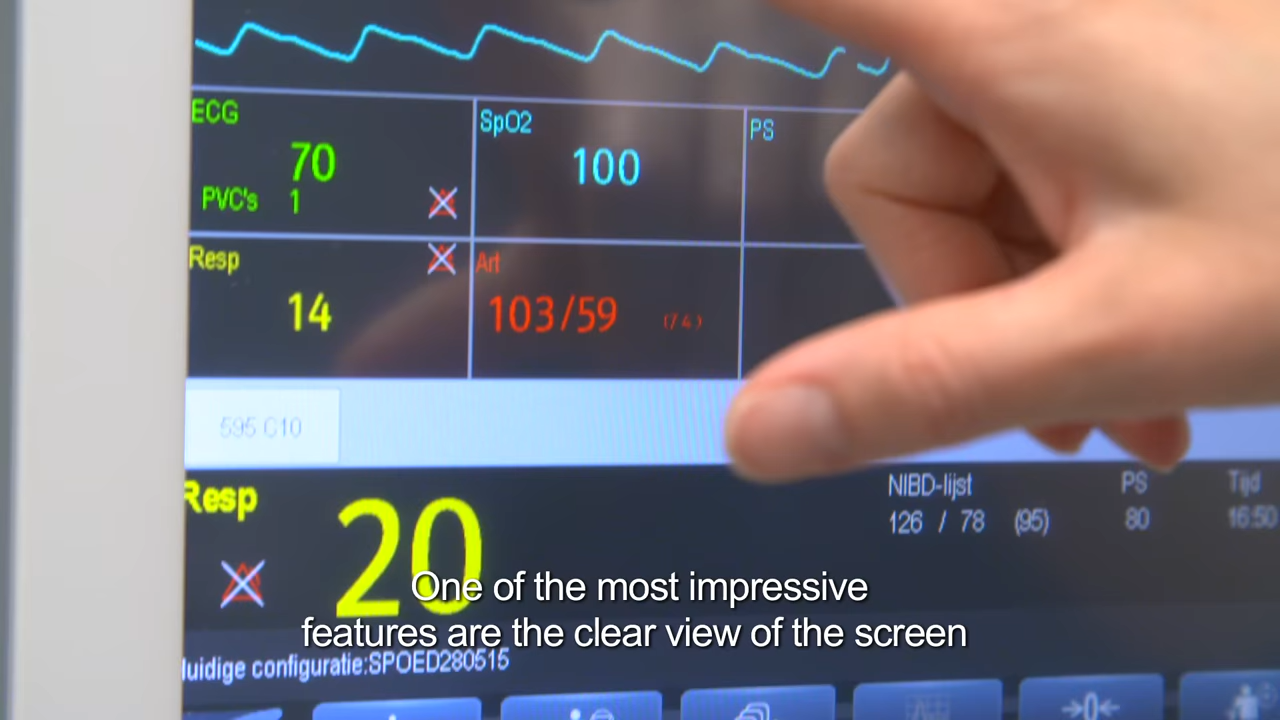 ECG
70
PVC's 1
SpO2
100
PS
Resp
14
Art
103/59 (74)
595 C10
Resp
20
NIBD-lijst
126 / 78 (95)
PS
80
Tijd
16:50
One of the most impressive
features are the clear view of the screen
luidige configuratie:SPOED280515